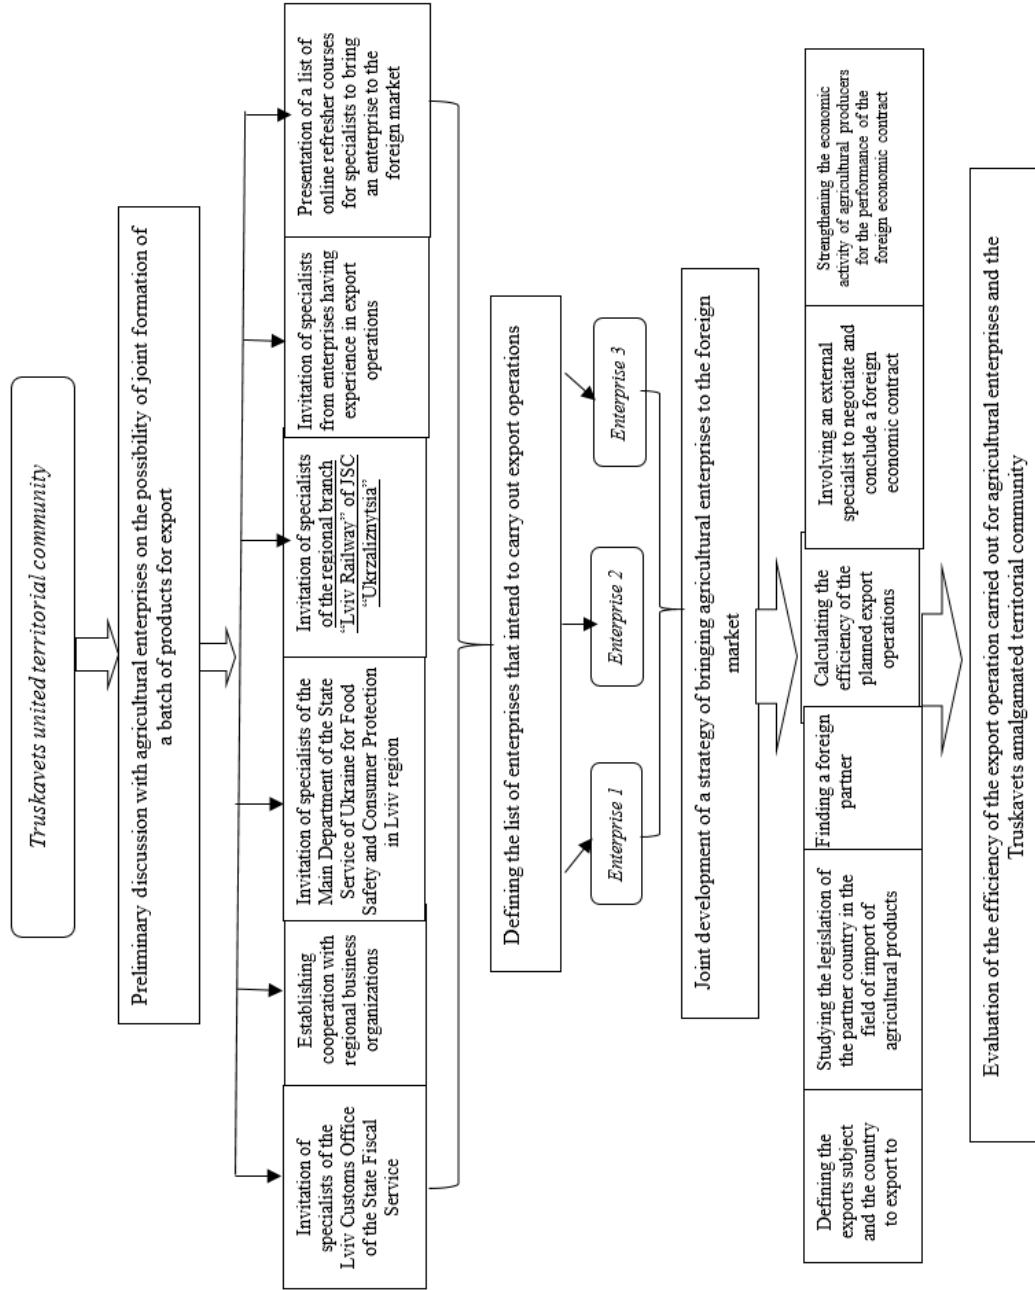 Truskavets united territorial community
Preliminary discussion with agricultural enterprises on the possibility of joint formation of
a batch of products for export
Invitation of
specialists of the
Lviv Customs Office
of the State Fiscal
Service
Establishing
cooperation with
regional business
organizations
Invitation of specialists of the
Main Department of the State
Service of Ukraine for Food
Safety and Consumer Protection
in Lviv region
Invitation of specialists
of the regional branch
“Lviv Railway” of JSC
“Ukrzaliznytsia”
Invitation of specialists
from enterprises having
experience in export
operations
Presentation of a list of
online refresher courses
for specialists to bring
an enterprise to the
foreign market
Defining the list of enterprises that intend to carry out export operations
Enterprise 1
Enterprise 2
Enterprise 3
Joint development of a strategy of bringing agricultural enterprises to the foreign
market
Defining the
exports subject
and the country
to export to
Studying the legislation of
the partner country in the
field of import of
agricultural products
Finding a foreign
partner
Calculating the
efficiency of the
planned export
operations
Involving an external
specialist to negotiate and
conclude a foreign
economic contract
Strengthening the economic
activity of agricultural producers
for the performance of the
foreign economic contract
Evaluation of the efficiency of the export operation carried out for agricultural enterprises and the
Truskavets amalgamated territorial community